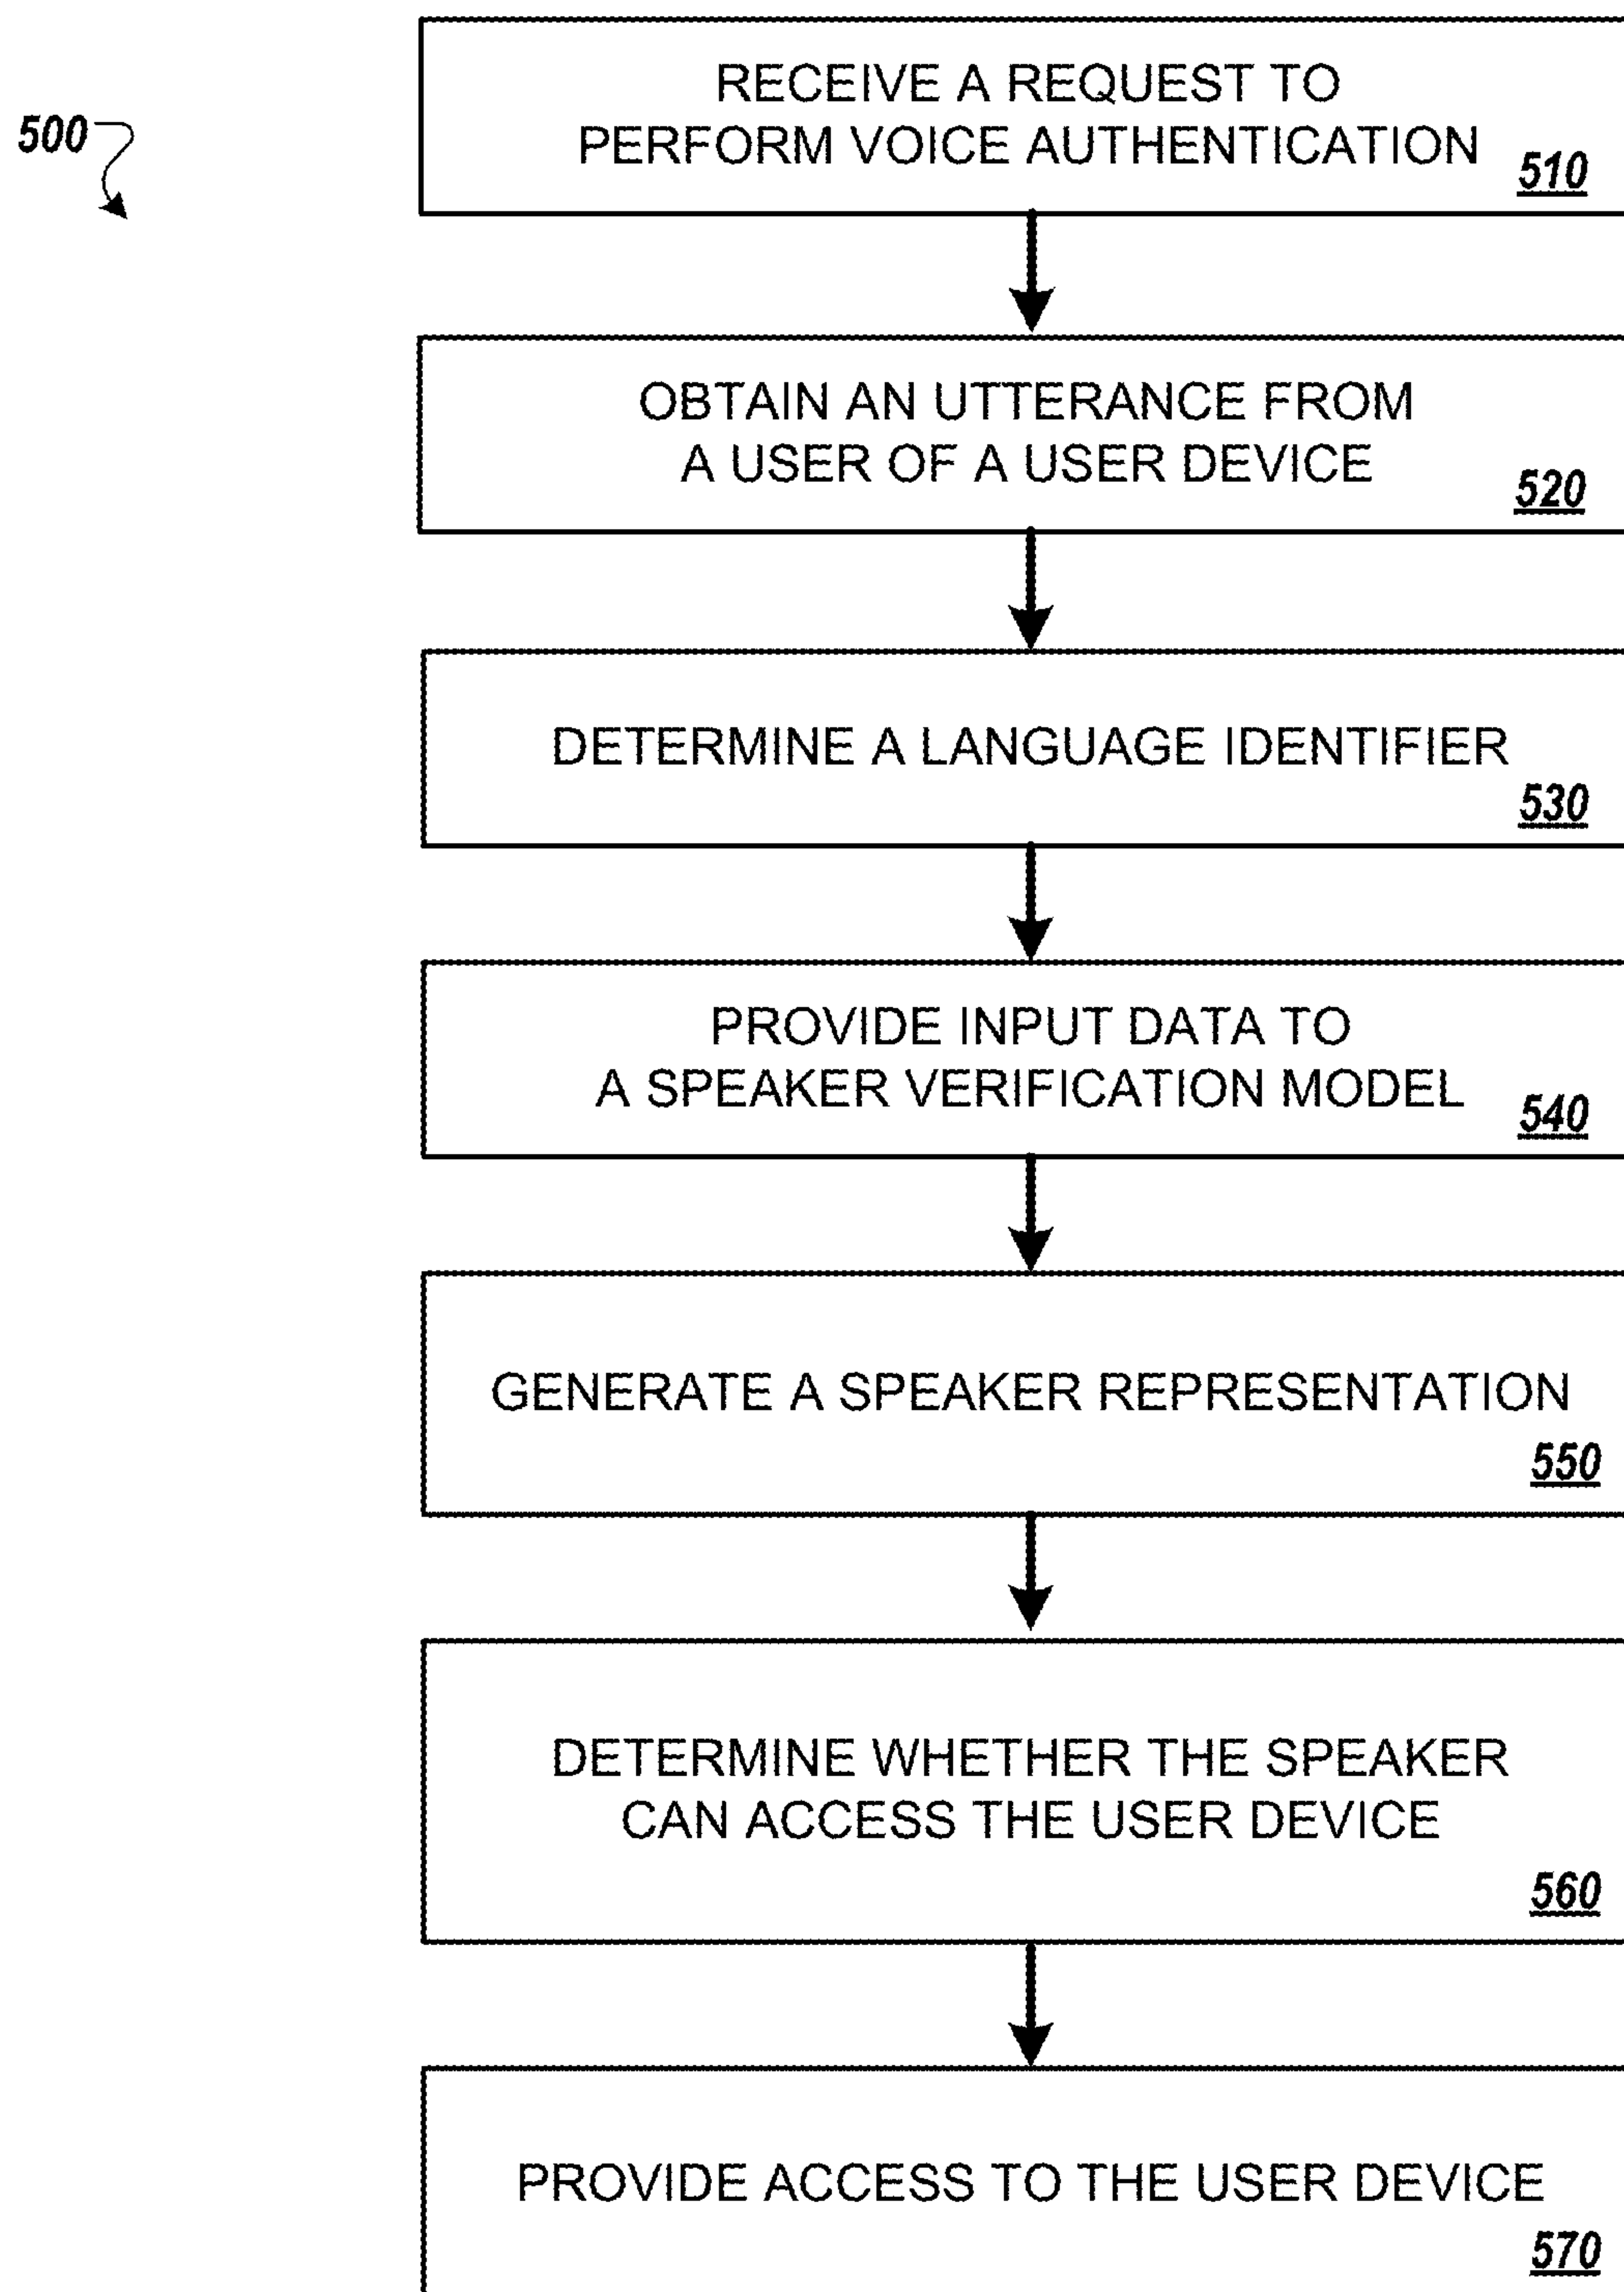 500
RECEIVE A REQUEST TO
PERFORM VOICE AUTHENTICATION
510
OBTAIN AN UTTERANCE FROM
A USER OF A USER DEVICE
520
DETERMINE A LANGUAGE IDENTIFIER
530
PROVIDE INPUT DATA TO
A SPEAKER VERIFICATION MODEL
540
GENERATE A SPEAKER REPRESENTATION
550
DETERMINE WHETHER THE SPEAKER
CAN ACCESS THE USER DEVICE
560
PROVIDE ACCESS TO THE USER DEVICE
570